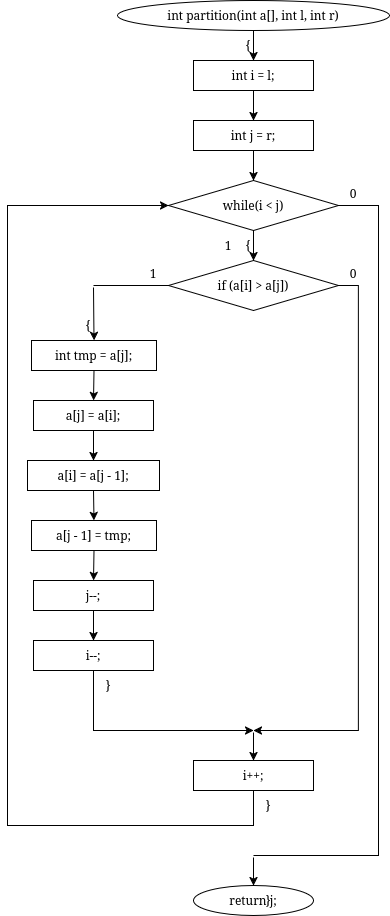 int partition(int a[], int l, int r)
{
int i = l;
int j = r;
while(i < j)
0
1
{
if (a[i] > a[j])
1
0
{
int tmp = a[j];
a[j] = a[i];
a[i] = a[j - 1];
a[j - 1] = tmp;
j--;
i--;
}
i++;
}
return}j;